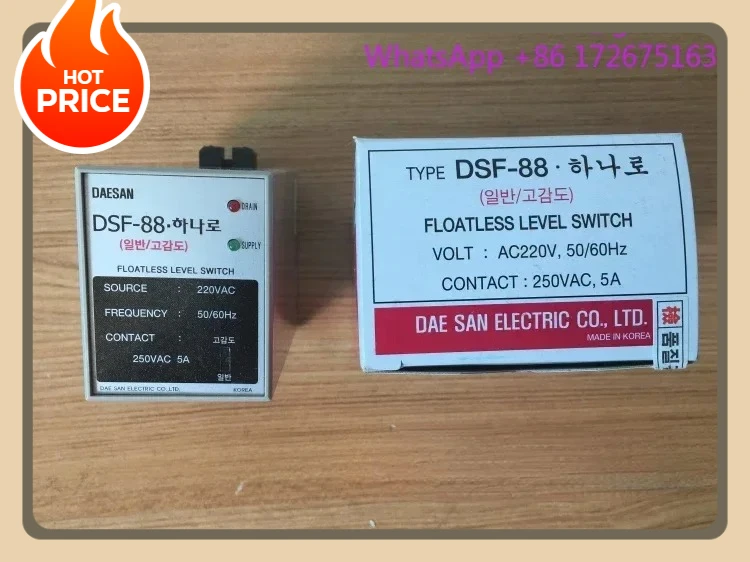 HOT
PRICE
WhatsApp +86 172675163
DAESAN
DSF-88·하나로
(일반/고감도)
DRAIN
SUPPLY
FLOATLESS LEVEL SWITCH
SOURCE : 220VAC
FREQUENCY : 50/60Hz
CONTACT : 고감도
250VAC 5A
일반
DAE SAN ELECTRIC CO.,LTD. KOREA
TYPE DSF-88·하나로
(일반/고감도)
FLOATLESS LEVEL SWITCH
VOLT : AC220V, 50/60Hz
CONTACT : 250VAC, 5A
DAE SAN ELECTRIC CO., LTD.
MADE IN KOREA
檢
품질